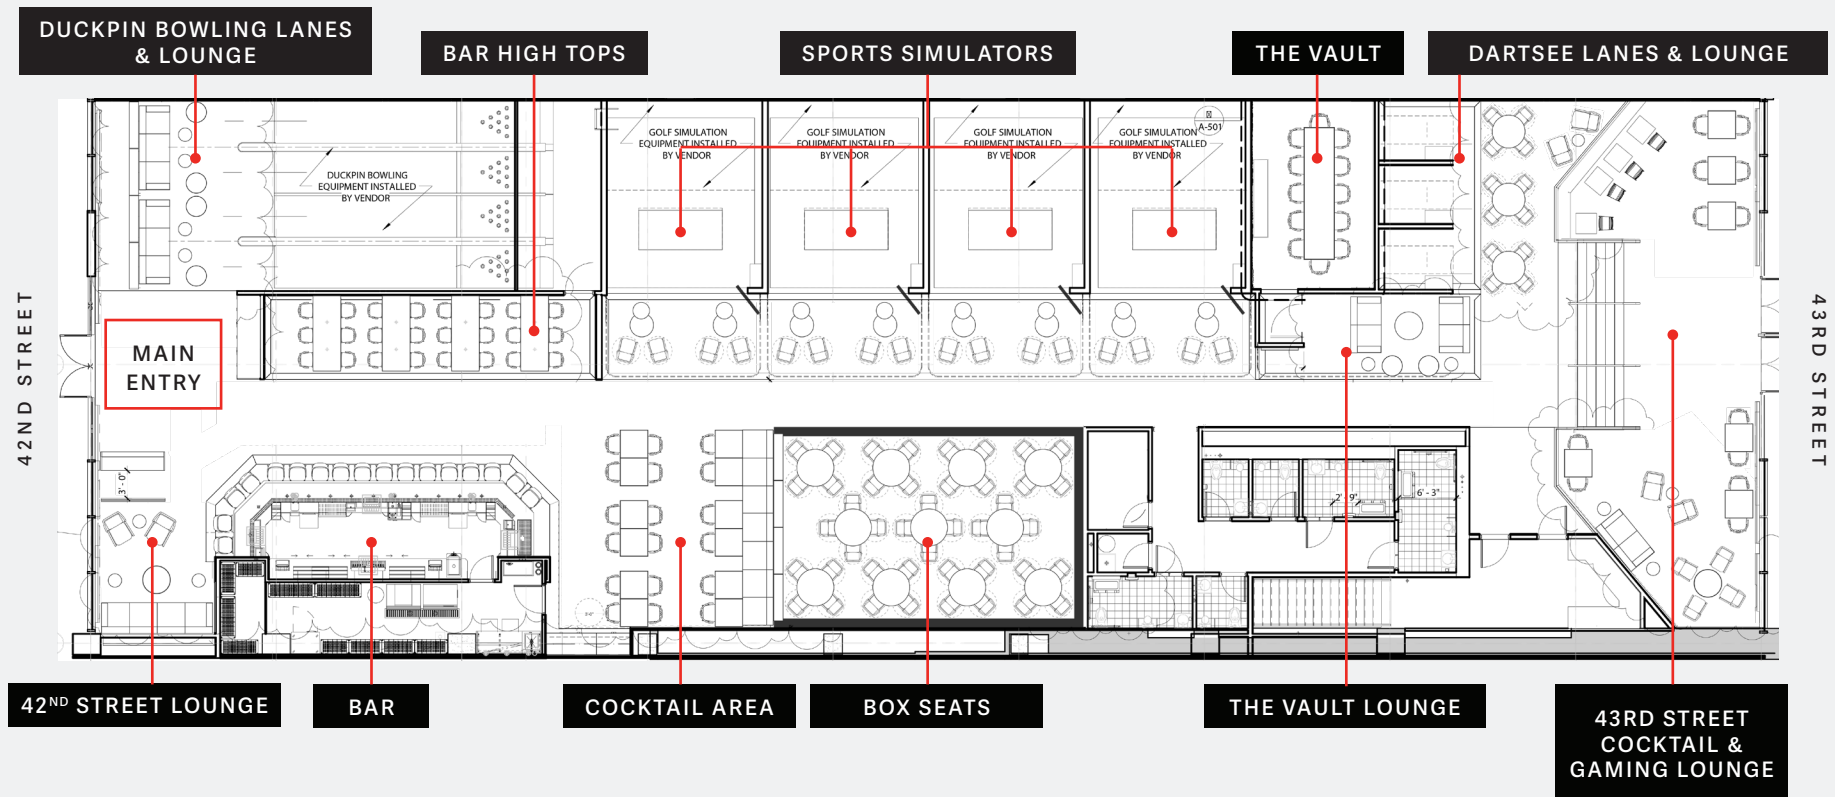 DUCKPIN BOWLING LANES
& LOUNGE
BAR HIGH TOPS
SPORTS SIMULATORS
THE VAULT
DARTSEE LANES & LOUNGE
GOLF SIMULATION
EQUIPMENT INSTALLED
BY VENDOR
GOLF SIMULATION
EQUIPMENT INSTALLED
BY VENDOR
GOLF SIMULATION
EQUIPMENT INSTALLED
BY VENDOR
GOLF SIMULATION
EQUIPMENT INSTALLED
BY VENDOR
A-501
DUCKPIN BOWLING
EQUIPMENT INSTALLED
BY VENDOR
42ND STREET
MAIN
ENTRY
43RD STREET
3' - 0"
2' - 9"
6' - 3"
42ND STREET LOUNGE
BAR
COCKTAIL AREA
BOX SEATS
THE VAULT LOUNGE
43RD STREET
COCKTAIL &
GAMING LOUNGE